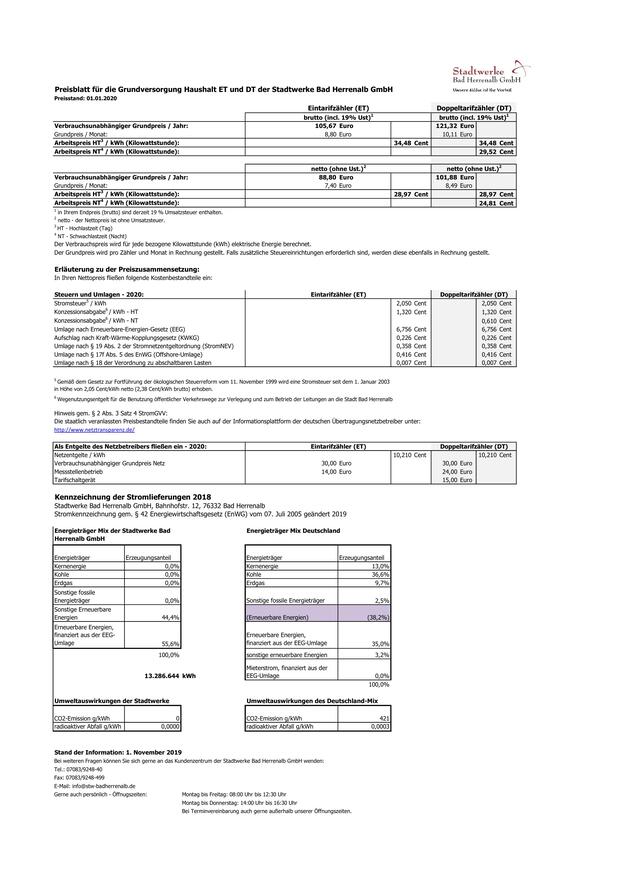 Stadtwerke
Bad Herrenalb GmbH
Unsere Alb ist Ihr Vorteil
Preisblatt für die Grundversorgung Haushalt ET und DT der Stadtwerke Bad Herrenalb GmbH
Preisstand: 01.01.2020
Eintarifzähler (ET) Doppeltarifzähler (DT)
brutto (incl. 19% Ust)1 brutto (incl. 19% Ust)1
Verbrauchsunabhängiger Grundpreis / Jahr: 105,67 Euro 121,32 Euro
Grundpreis / Monat: 8,80 Euro 10,11 Euro
Arbeitspreis HT3 / kWh (Kilowattstunde): 34,48 Cent 34,48 Cent
Arbeitspreis NT4 / kWh (Kilowattstunde): 29,52 Cent
netto (ohne Ust.)2 netto (ohne Ust.)2
Verbrauchsunabhängiger Grundpreis / Jahr: 88,80 Euro 101,88 Euro
Grundpreis / Monat: 7,40 Euro 8,49 Euro
Arbeitspreis HT3 / kWh (Kilowattstunde): 28,97 Cent 28,97 Cent
Arbeitspreis NT4 / kWh (Kilowattstunde): 24,81 Cent
1 in Ihrem Endpreis (brutto) sind derzeit 19 % Umsatzsteuer enthalten.
2 netto - der Nettopreis ist ohne Umsatzsteuer.
3 HT - Hochlastzeit (Tag)
4 NT - Schwachlastzeit (Nacht)
Der Verbrauchspreis wird für jede bezogene Kilowattstunde (kWh) elektrische Energie berechnet.
Der Grundpreis wird pro Zähler und Monat in Rechnung gestellt. Falls zusätzliche Steuereinrichtungen erforderlich sind, werden diese ebenfalls in Rechnung gestellt.
Erläuterung zu der Preiszusammensetzung:
In Ihren Nettopreis fließen folgende Kostenbestandteile ein:
Steuern und Umlagen - 2020: Eintarifzähler (ET) Doppeltarifzähler (DT)
Stromsteuer5 / kWh 2,050 Cent 2,050 Cent
Konzessionsabgabe6 / kWh - HT 1,320 Cent 1,320 Cent
Konzessionsabgabe6 / kWh - NT 0,610 Cent
Umlage nach Erneuerbare-Energien-Gesetz (EEG) 6,756 Cent 6,756 Cent
Aufschlag nach Kraft-Wärme-Kopplungsgesetz (KWKG) 0,226 Cent 0,226 Cent
Umlage nach § 19 Abs. 2 der Stromnetzentgeltordnung (StromNEV) 0,358 Cent 0,358 Cent
Umlage nach § 17f Abs. 5 des EnWG (Offshore-Umlage) 0,416 Cent 0,416 Cent
Umlage nach § 18 der Verordnung zu abschaltbaren Lasten 0,007 Cent 0,007 Cent
5 Gemäß dem Gesetz zur Fortführung der ökologischen Steuerreform vom 11. November 1999 wird eine Stromsteuer seit dem 1. Januar 2003
in Höhe von 2,05 Cent/kWh netto (2,38 Cent/kWh brutto) erhoben.
6 Wegenutzungsentgelt für die Benutzung öffentlicher Verkehrswege zur Verlegung und zum Betrieb der Leitungen an die Stadt Bad Herrenalb
Hinweis gem. § 2 Abs. 3 Satz 4 StromGVV:
Die staatlich veranlassten Preisbestandteile finden Sie auch auf der Informationsplattform der deutschen Übertragungsnetzbetreiber unter:
http://www.netztransparenz.de/
Als Entgelte des Netzbetreibers fließen ein - 2020: Eintarifzähler (ET) Doppeltarifzähler (DT)
Netzentgelte / kWh 10,210 Cent 10,210 Cent
Verbrauchsunabhängiger Grundpreis Netz 30,00 Euro 30,00 Euro
Messstellenbetrieb 14,00 Euro 24,00 Euro
Tarifschaltgerät 15,00 Euro
Kennzeichnung der Stromlieferungen 2018
Stadtwerke Bad Herrenalb GmbH, Bahnhofstr. 12, 76332 Bad Herrenalb
Stromkennzeichnung gem. § 42 Energiewirtschaftsgesetz (EnWG) vom 07. Juli 2005 geändert 2019
Energieträger Mix der Stadtwerke Bad
Herrenalb GmbH
Energieträger Erzeugungsanteil
Kernenergie 0,0%
Kohle 0,0%
Erdgas 0,0%
Sonstige fossile
Energieträger 0,0%
Sonstige Erneuerbare
Energien 44,4%
Erneuerbare Energien,
finanziert aus der EEG-
Umlage 55,6%
100,0%
13.286.644 kWh
Energieträger Mix Deutschland
Energieträger Erzeugungsanteil
Kernenergie 13,0%
Kohle 36,6%
Erdgas 9,7%
Sonstige fossile Energieträger 2,5%
(Erneuerbare Energien) (38,2%)
Erneuerbare Energien,
finanziert aus der EEG-Umlage 35,0%
sonstige erneuerbare Energien 3,2%
Mieterstrom, finanziert aus der
EEG-Umlage 0,0%
100,0%
Umweltauswirkungen der Stadtwerke
CO2-Emission g/kWh 0
radioaktiver Abfall g/kWh 0,0000
Umweltauswirkungen des Deutschland-Mix
CO2-Emission g/kWh 421
radioaktiver Abfall g/kWh 0,0003
Stand der Information: 1. November 2019
Bei weiteren Fragen können Sie sich gerne an das Kundenzentrum der Stadtwerke Bad Herrenalb GmbH wenden:
Tel.: 07083/9248-40
Fax: 07083/9248-499
E-Mail: info@stw-badherrenalb.de
Gerne auch persönlich - Öffnugszeiten: Montag bis Freitag: 08:00 Uhr bis 12:30 Uhr
Montag bis Donnerstag: 14:00 Uhr bis 16:30 Uhr
Bei Terminvereinbarung auch gerne außerhalb unserer Öffnungszeiten.